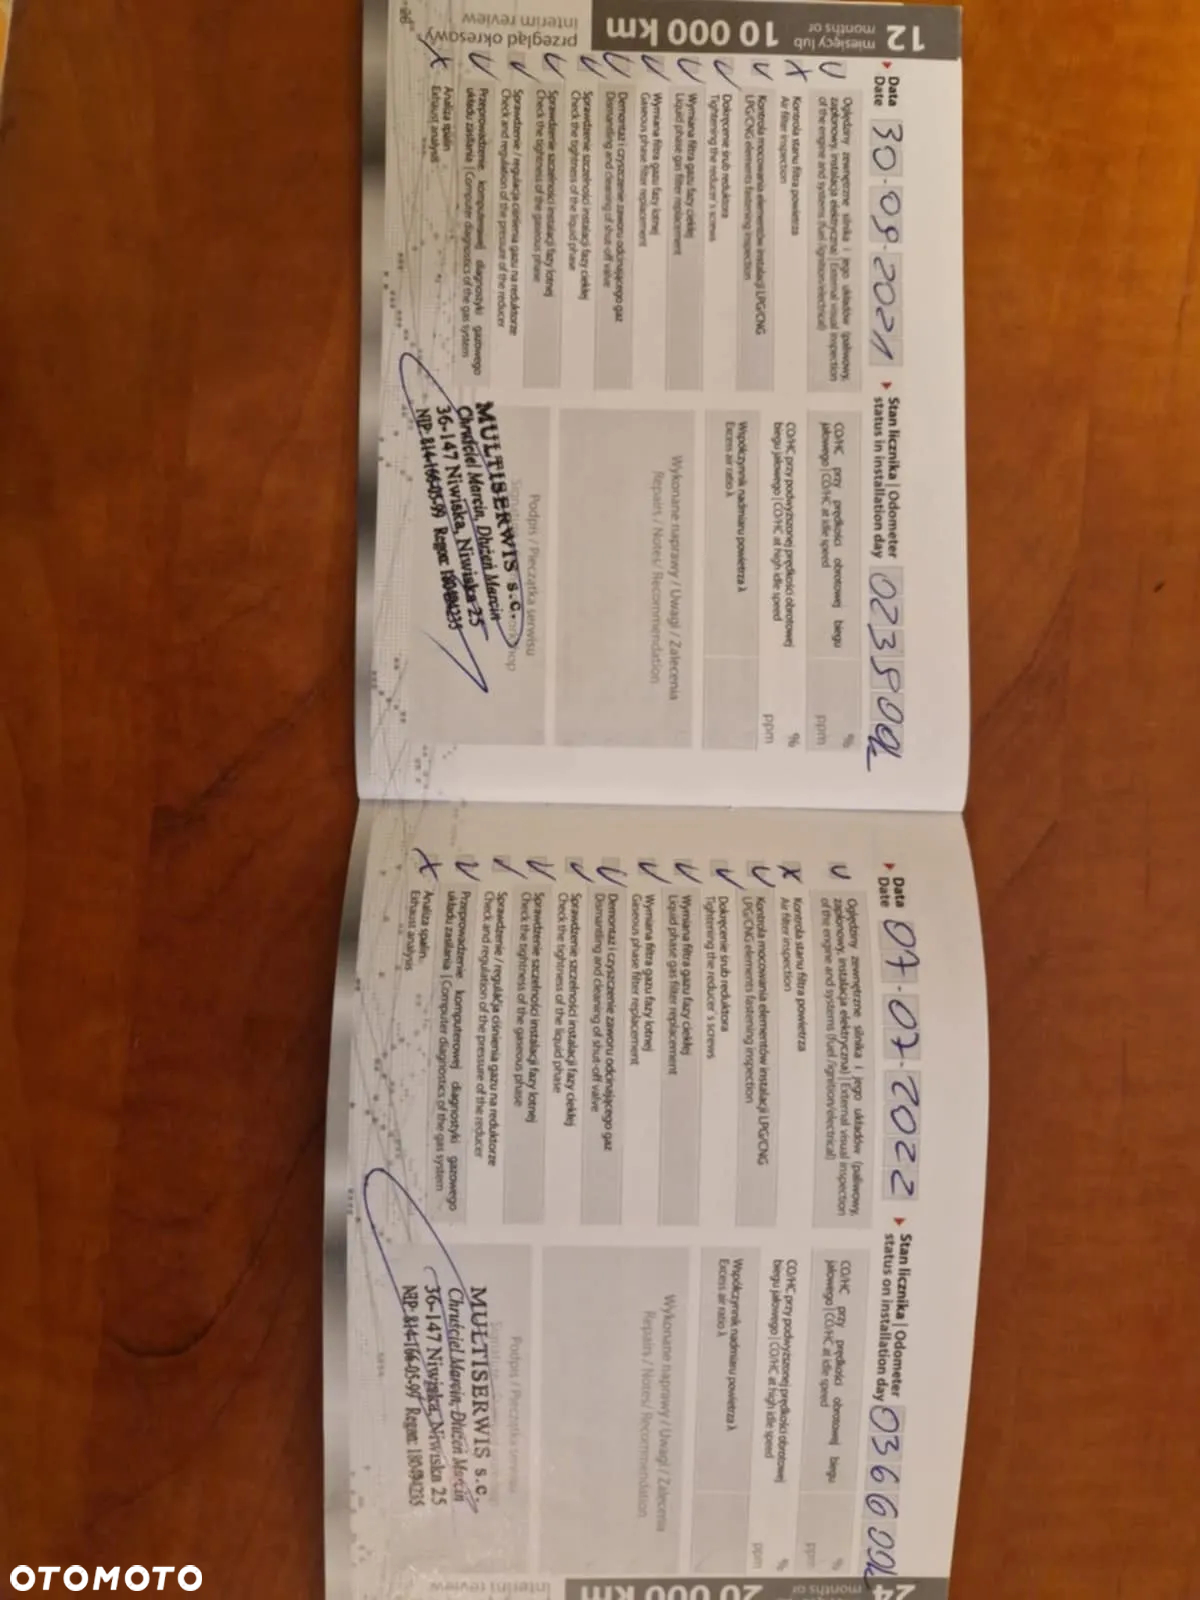 12 miesięcy lub
months or
10 000 km
przegląd okresowy
interim review
Data
Date
30-09-2021
Stan licznika | Odometer
status in installation day
Oględziny zewnętrzne silnika i jego układów (paliwowy,
zapłonowy, instalacja elektryczna) | External visual inspection
of the engine and systems (fuel /ignition/electrical)
Kontrola stanu filtra powietrza
Air filter inspection
Kontrola mocowania elementów instalacji LPG/CNG
LPG/CNG elements fastening inspection
Dokręcenie śrub reduktora
Tightening the reducer's screws
Wymiana filtra gazu fazy ciekłej
Liquid phase gas filter replacement
Wymiana filtra gazu fazy lotnej
Gaseous phase filter replacement
Demontaż i czyszczenie zaworu odcinającego gaz
Dismantling and cleaning of shut-off valve
Sprawdzenie szczelności instalacji fazy ciekłej
Check the tightness of the liquid phase
Sprawdzenie szczelności instalacji fazy lotnej
Check the tightness of the gaseous phase
Sprawdzenie / regulacja ciśnienia gazu na reduktorze
Check and regulation of the pressure of the reducer
Przeprowadzenie komputerowej diagnostyki gazowego
układu zasilania | Computer diagnostics of the gas system
Analiza spalin
Exhaust analysis
CO/HC przy prędkości obrotowej biegu
jałowego | CO/HC at idle speed
%
ppm
CO/HC przy podwyższonej prędkości obrotowej
biegu jałowego | CO/HC at high idle speed
%
ppm
Współczynnik nadmiaru powietrza λ
Excess air ratio λ
Wykonane naprawy / Uwagi / Zalecenia
Repairs / Notes/ Recommendation
Podpis / Pieczątka serwisu
MULTISERWIS s.c.
Chruściel Marcin, Dłużeń Marcin
36-147 Niwiska, Niwiska 25
NIP: 814-166-05-99 Regon: 180494235
Data
Date
07-07-2022
Stan licznika | Odometer
status on installation day
Oględziny zewnętrzne silnika i jego układów (paliwowy,
zapłonowy, instalacja elektryczna) | External visual inspection
of the engine and systems (fuel /ignition/electrical)
Kontrola stanu filtra powietrza
Air filter inspection
Kontrola mocowania elementów instalacji LPG/CNG
LPG/CNG elements fastening inspection
Dokręcenie śrub reduktora
Tightening the reducer's screws
Wymiana filtra gazu fazy ciekłej
Liquid phase gas filter replacement
Wymiana filtra gazu fazy lotnej
Gaseous phase filter replacement
Demontaż i czyszczenie zaworu odcinającego gaz
Dismantling and cleaning of shut-off valve
Sprawdzenie szczelności instalacji fazy ciekłej
Check the tightness of the liquid phase
Sprawdzenie szczelności instalacji fazy lotnej
Check the tightness of the gaseous phase
Sprawdzenie / regulacja ciśnienia gazu na reduktorze
Check and regulation of the pressure of the reducer
Przeprowadzenie komputerowej diagnostyki gazowego
układu zasilania | Computer diagnostics of the gas system
Analiza spalin.
Exhaust analysis
CO/HC przy prędkości obrotowej biegu
jałowego | CO/HC at idle speed
%
ppm
CO/HC przy podwyższonej prędkości obrotowej
biegu jałowego | CO/HC at high idle speed
%
ppm
Współczynnik nadmiaru powietrza λ
Excess air ratio λ
Wykonane naprawy / Uwagi / Zalecenia
Repairs / Notes/ Recommendation
Podpis / Pieczątka serwisu
MULTISERWIS s.c.
Chruściel Marcin, Dłużeń Marcin
36-147 Niwiska, Niwiska 25
NIP: 814-166-05-99 Regon: 180494235
24
months or
20 000 km
interim review
OTOMOTO